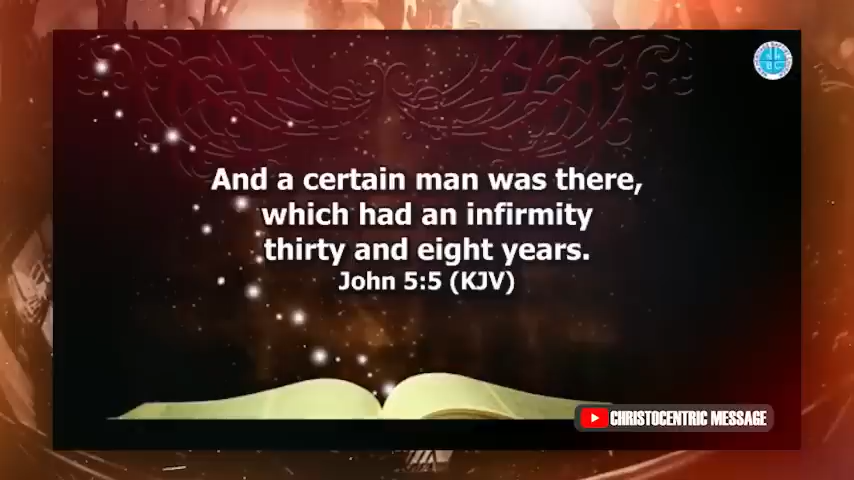 And a certain man was there,
which had an infirmity
thirty and eight years.
John 5:5 (KJV)
CHRISTOCENTRIC MESSAGE